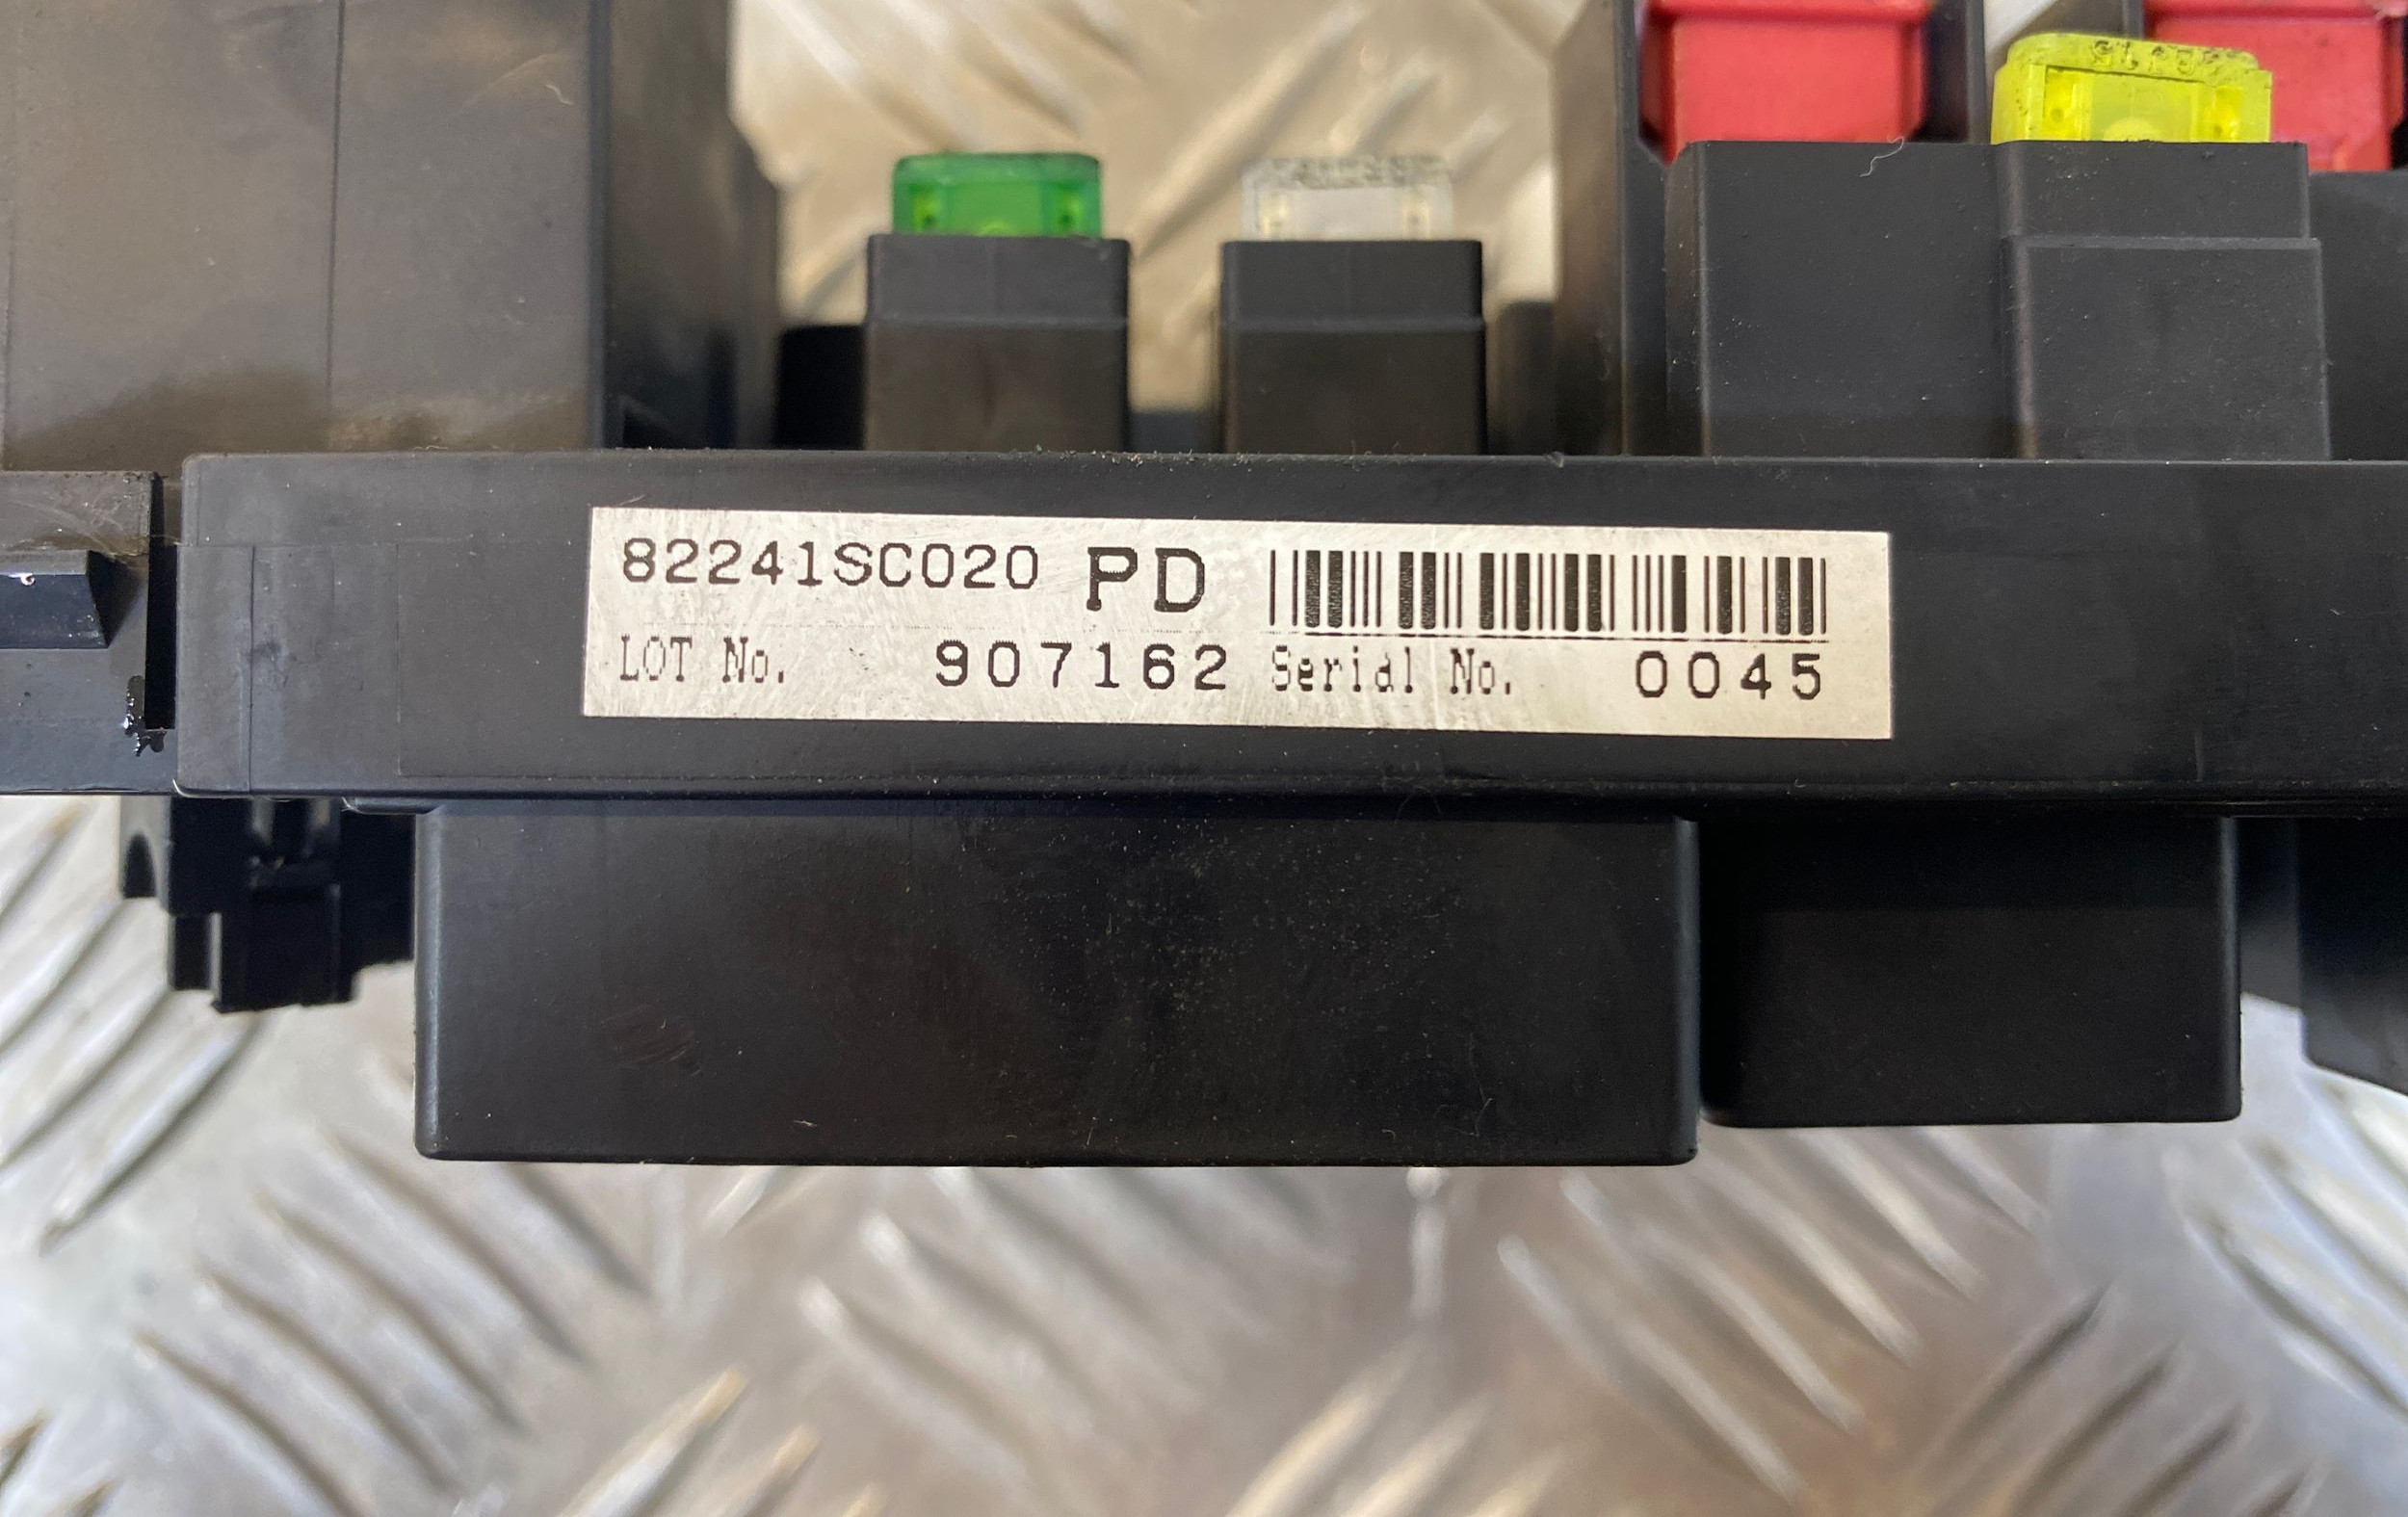 82241SC020 PD
LOT No. 907162 Serial No. 0045